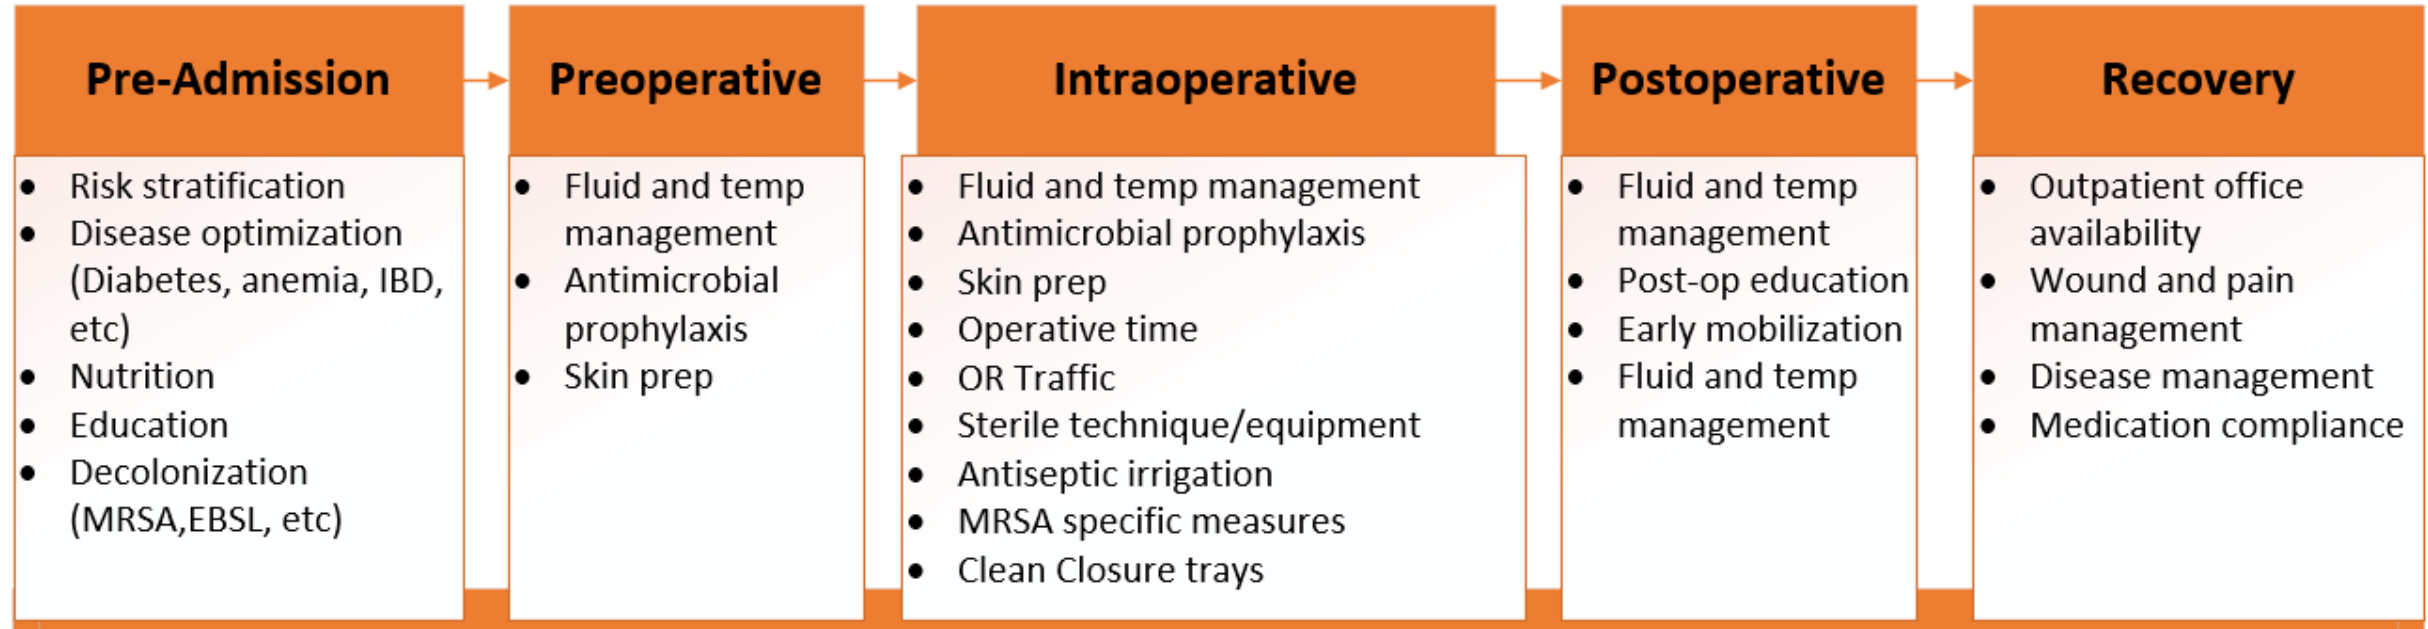 Pre-Admission
• Risk stratification
• Disease optimization
(Diabetes, anemia, IBD,
etc)
• Nutrition
• Education
• Decolonization
(MRSA,EBSL, etc)
Preoperative
• Fluid and temp
management
• Antimicrobial
prophylaxis
• Skin prep
Intraoperative
• Fluid and temp management
• Antimicrobial prophylaxis
• Skin prep
• Operative time
• OR Traffic
• Sterile technique/equipment
• Antiseptic irrigation
• MRSA specific measures
• Clean Closure trays
Postoperative
• Fluid and temp
management
• Post-op education
• Early mobilization
• Fluid and temp
management
Recovery
• Outpatient office
availability
• Wound and pain
management
• Disease management
• Medication compliance